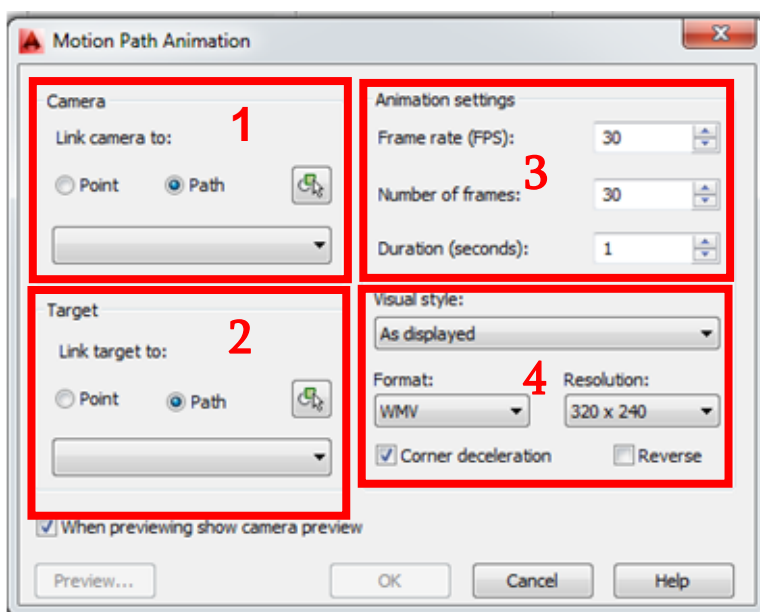 Motion Path Animation
Camera
1
Link camera to:
Point Path
Target
2
Link target to:
Point Path
Animation settings
Frame rate (FPS): 30
3
Number of frames: 30
Duration (seconds): 1
Visual style:
As displayed
4
Format: Resolution:
WMV 320 x 240
Corner deceleration Reverse
When previewing show camera preview
Preview... OK Cancel Help